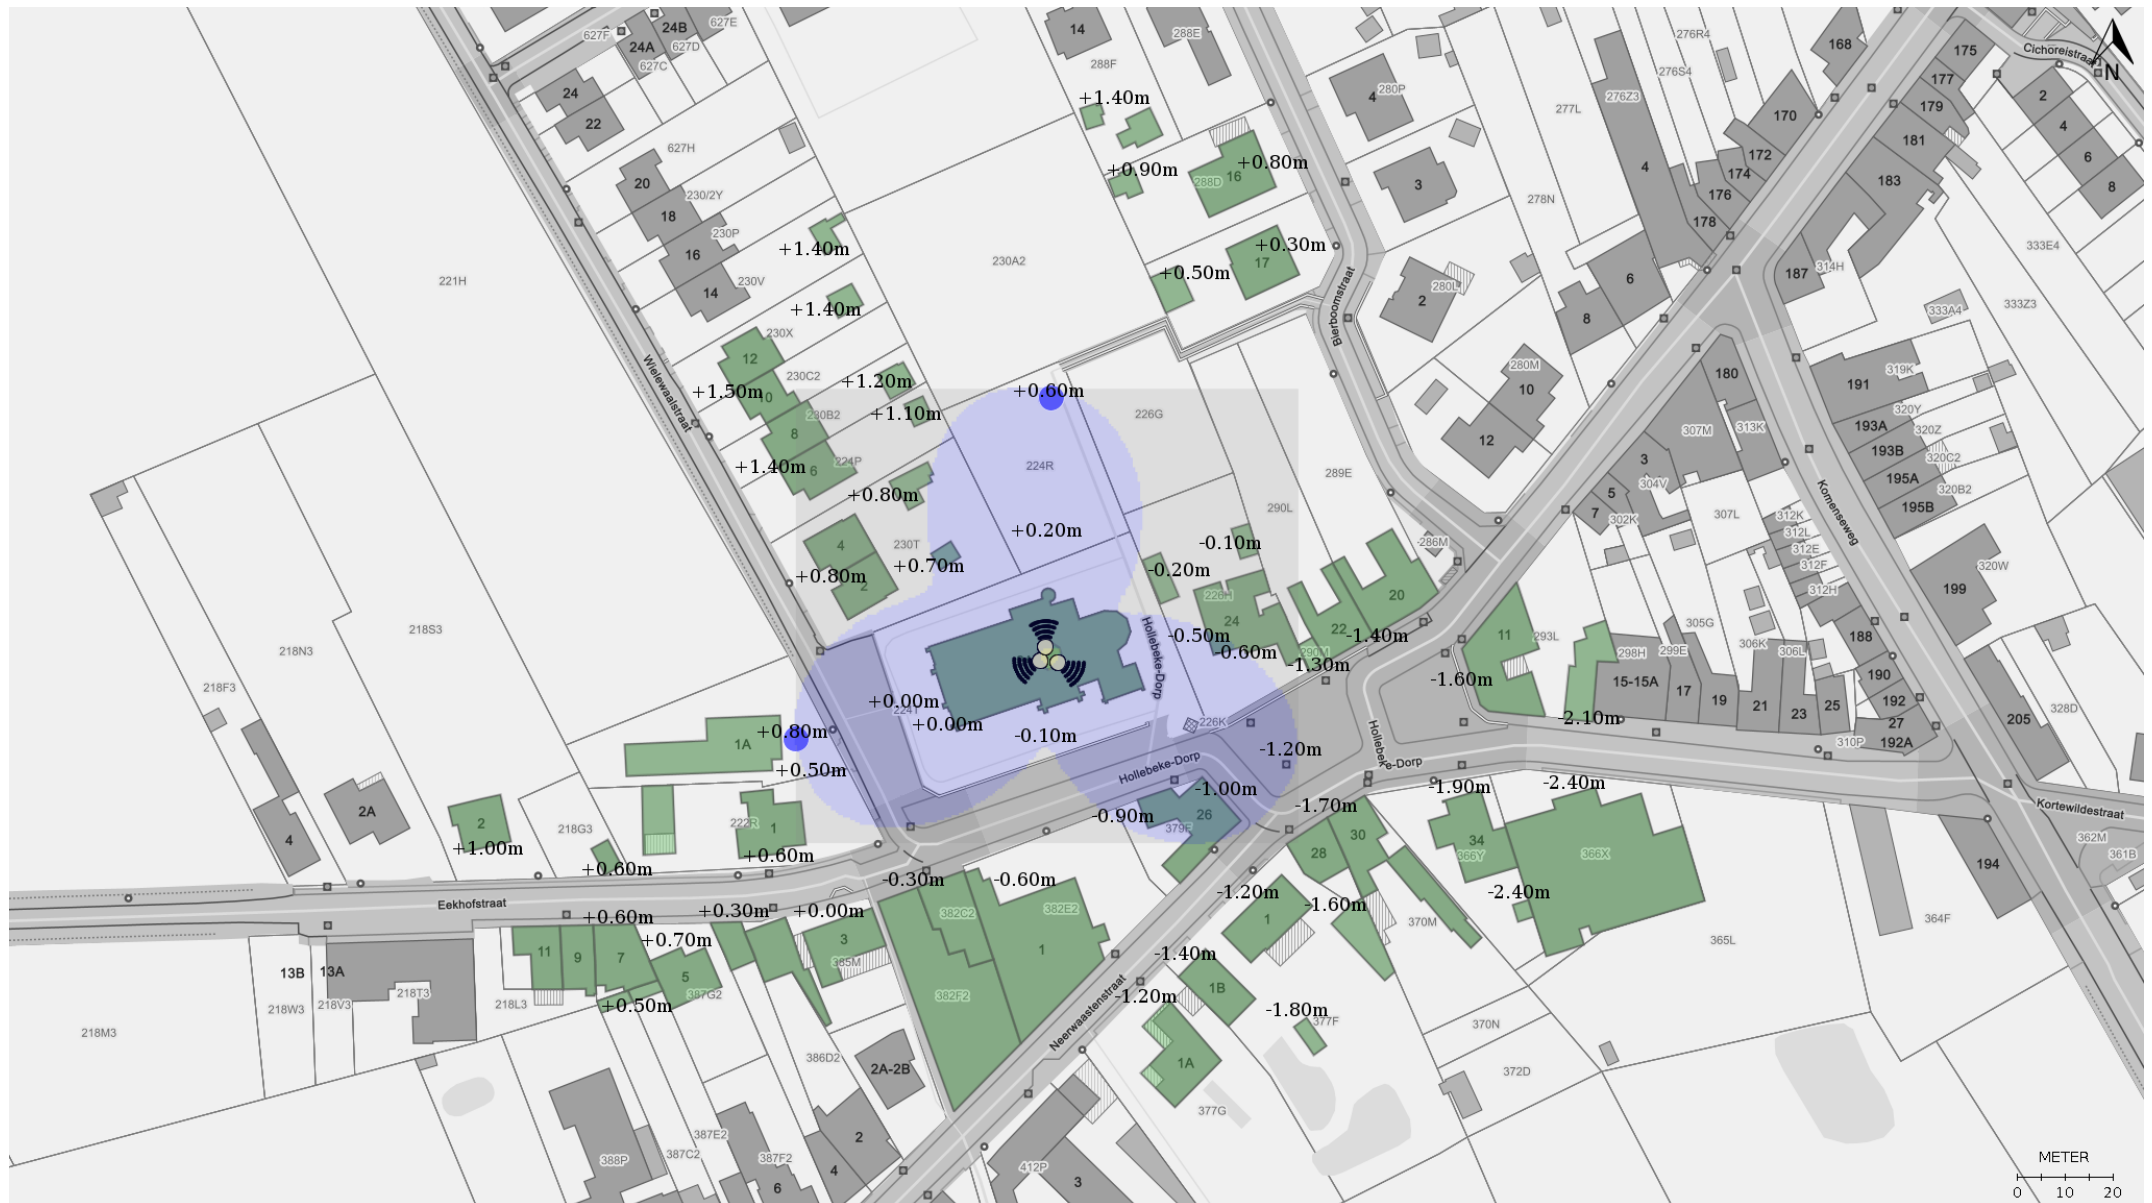 627F
24B
627E
24A
627D
627C
24
22
14
288F
288E
+1.40m
4
280P
276R4
276S4
276Z3
277L
168
175
Cichoreistraat
N
177
179
2
4
6
8
170
181
183
172
174
176
178
4
627H
20
230/2Y
18
230P
16
230V
14
+1.40m
+0.90m
288D
16
+0.80m
3
278N
+0.30m
17
+0.50m
230A2
221H
+1.40m
Bierboomstraat
2
280L
6
8
187
314H
333E4
333Z3
333A4
230X
12
10
230C2
+1.50m
+1.20m
+0.60m
230B2
+1.10m
8
6
224P
+1.40m
+0.80m
Wielewaalstraat
226G
224R
+0.20m
289E
290L
280M
10
12
180
307M
313K
191
319K
320Y
193A
320Z
193B
320C2
195A
320B2
195B
3
304V
5
7
302K
307L
312K
312L
312E
312F
312H
Komenseweg
320W
199
4
2
230T
+0.80m
+0.70m
-0.10m
-0.20m
286M
218S3
218N3
218F3
226H
24
-0.50m
-0.60m
22
290M
20
-1.40m
-1.30m
11
293L
-1.60m
298H
15-15A
299E
305G
17
19
306K
21
306L
23
25
188
190
192
27
192A
310P
205
328D
-2.10m
Hollebeke-Dorp
+0.00m
224T
+0.00m
-0.10m
226K
-1.20m
Hollebeke-Dorp
Hollebeke-Dorp
1A
+0.80m
+0.50m
-1.00m
-0.90m
26
379F
-1.70m
-1.90m
-2.40m
Kortewildestraat
362M
361B
4
2A
2
+1.00m
218G3
222R
1
+0.60m
+0.60m
-0.30m
-0.60m
28
30
34
366Y
366X
-2.40m
194
364F
Eekhofstraat
+0.60m
+0.30m
+0.00m
382C2
382E2
-1.20m
-1.60m
1
370M
365L
13B
13A
11
9
7
+0.70m
5
387G2
3
385M
1
382F2
-1.40m
1B
218M3
218W3
218V3
218T3
218L3
+0.50m
-1.20m
-1.80m
377F
370N
Neerwaastenstraat
386D2
2A-2B
1A
372D
377G
388P
387E2
387C2
387F2
6
2
4
412P
3
METER
0 10 20